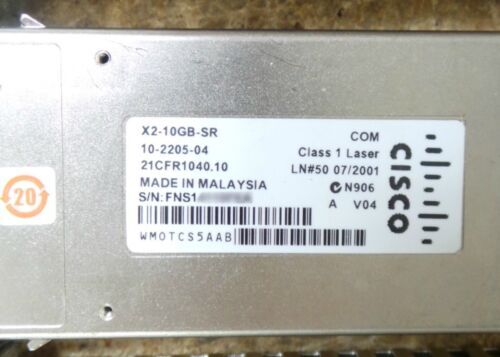 X2-10GB-SR
10-2205-04
21CFR1040.10
MADE IN MALAYSIA
S/N:FNS1
COM
Class 1 Laser
LN#50 07/2001
N906
A V04
WMOTCS5AAB
CISCO
20